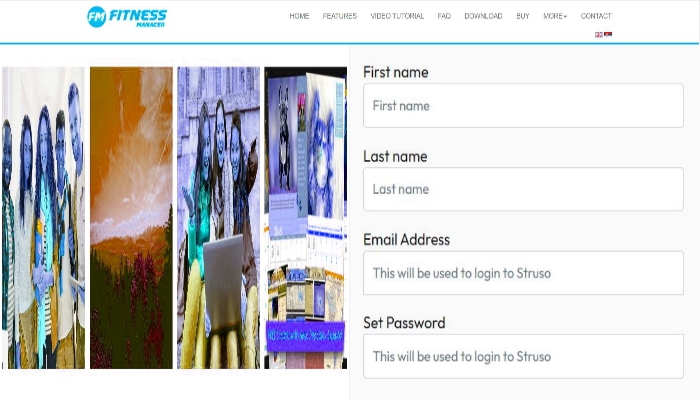 FM FITNESS
MANAGER
HOME FEATURES VIDEO TUTORIAL FAQ DOWNLOAD BUY MORE CONTACT
First name
First name
Last name
Last name
Email Address
This will be used to login to Struso
Set Password
This will be used to login to Struso